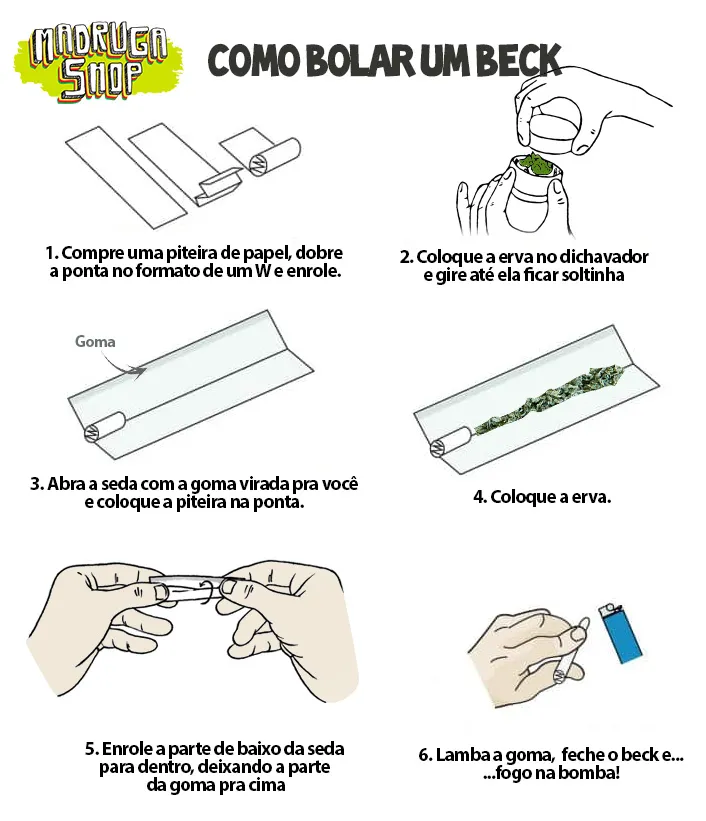 MADRUGA
SHOP
COMO BOLAR UM BECK
1. Compre uma piteira de papel, dobre
a ponta no formato de um W e enrole.
2. Coloque a erva no dichavador
e gire até ela ficar soltinha
Goma
3. Abra a seda com a goma virada pra você
e coloque a piteira na ponta.
4. Coloque a erva.
5. Enrole a parte de baixo da seda
para dentro, deixando a parte
da goma pra cima
6. Lamba a goma, feche o beck e...
...fogo na bomba!